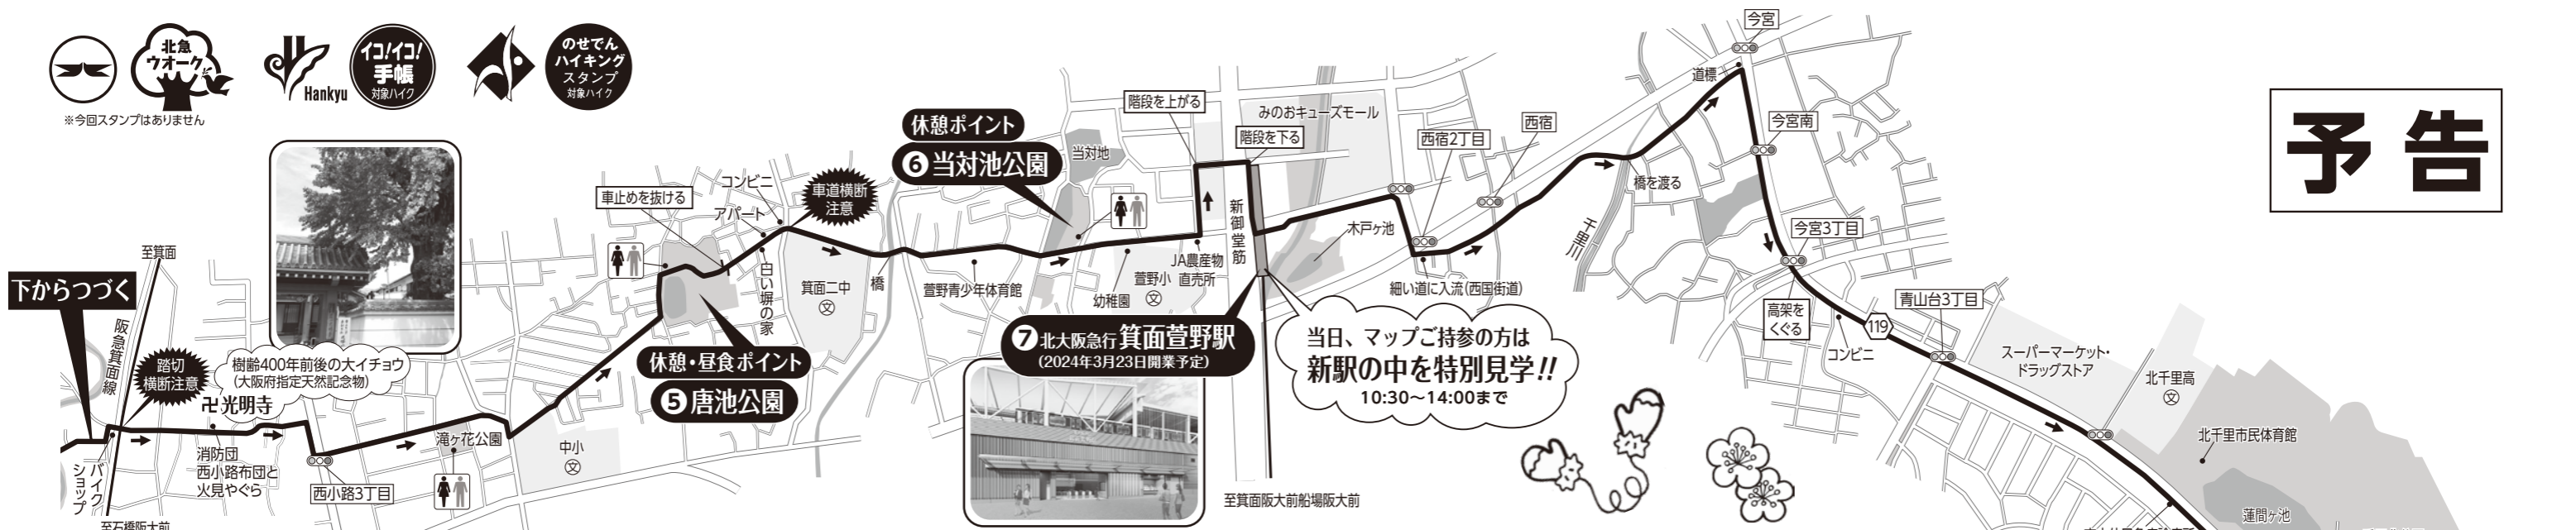 北急
ウオーク
※今回スタンプはありません
Hankyu
イコ!イコ!
手帳
対象ハイク
のせでん
ハイキング
スタンプ
対象ハイク
予告
下からつづく
至箕面
阪急箕面線
踏切
横断注意
樹齢400年前後の大イチョウ
(大阪府指定天然記念物)
卍光明寺
バイク
ショップ
至石橋阪大前
消防団
西小路布団と
火見やぐら
西小路3丁目
滝ヶ花公園
中小
文
車止めを抜ける
コンビニ
アパート
車道横断
注意
白い塀の家
休憩・昼食ポイント
❺唐池公園
箕面二中
文
橋
萱野青少年体育館
休憩ポイント
❻当対池公園
当対地
幼稚園
萱野小
文
JA農産物
直売所
階段を上がる
階段を下る
新御堂筋
みのおキューズモール
❼北大阪急行箕面萱野駅
(2024年3月23日開業予定)
当日、マップご持参の方は
新駅の中を特別見学!!
10:30〜14:00まで
至箕面阪大前船場阪大前
木戸ヶ池
西宿2丁目
西宿
細い道に入流(西国街道)
千里川
橋を渡る
道標
今宮
今宮南
今宮3丁目
高架を
くぐる
コンビニ
119
青山台3丁目
スーパーマーケット・
ドラッグストア
北千里高
文
北千里市民体育館
蓮間ヶ池